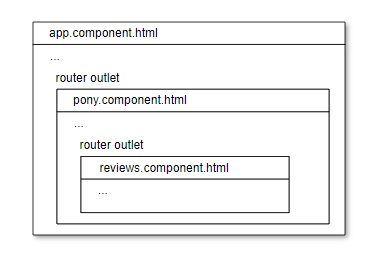 app.component.html
...
router outlet
pony.component.html
...
router outlet
reviews.component.html
...